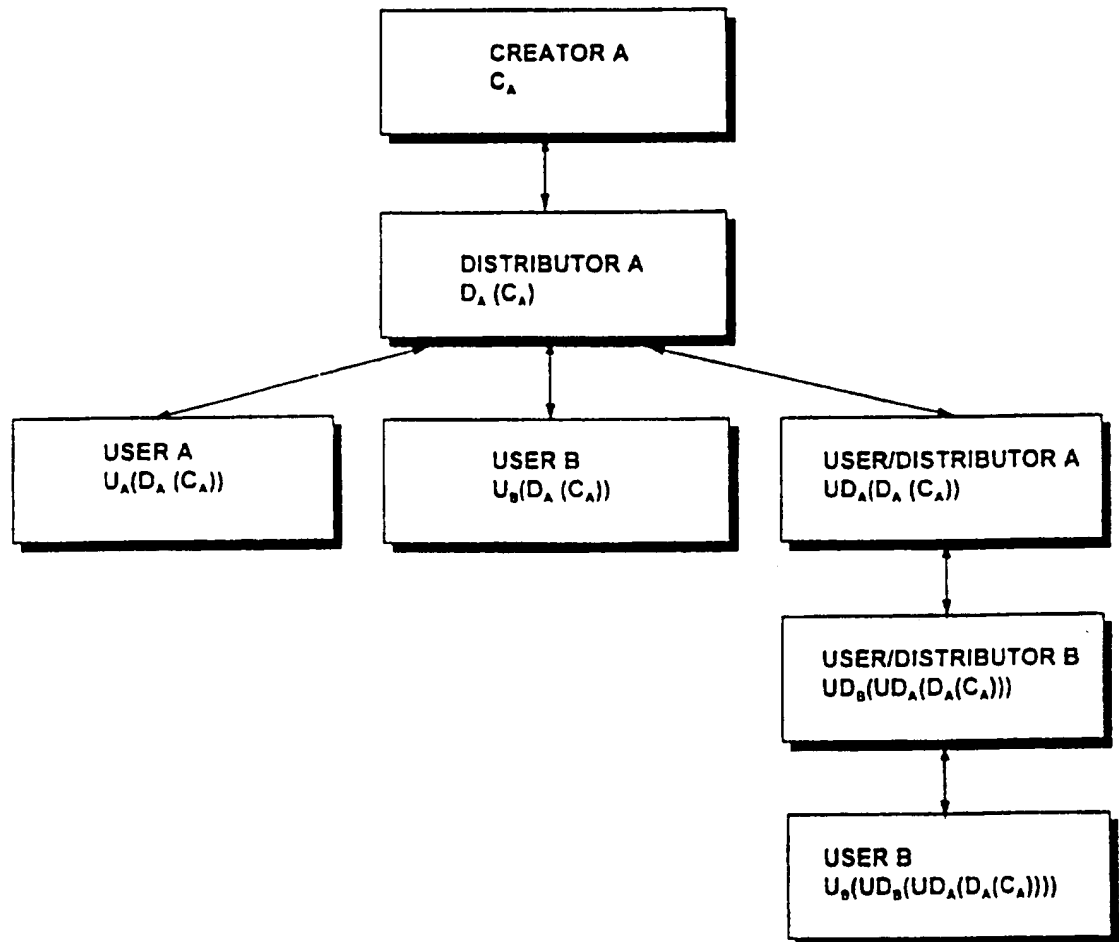 CREATOR A
C_A
DISTRIBUTOR A
D_A (C_A)
USER A
U_A(D_A (C_A))
USER B
U_B(D_A (C_A))
USER/DISTRIBUTOR A
UD_A(D_A (C_A))
USER/DISTRIBUTOR B
UD_B(UD_A(D_A(C_A)))
USER B
U_B(UD_B(UD_A(D_A(C_A))))